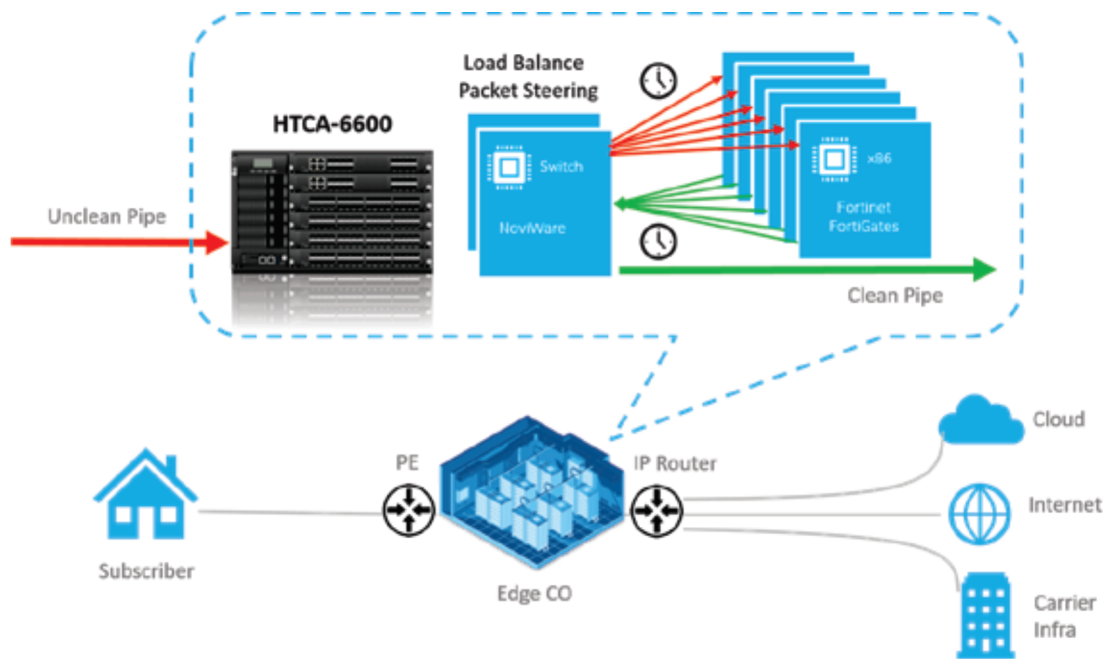 Load Balance
Packet Steering
HTCA-6600
Unclean Pipe
Switch
NoviWare
x86
Fortinet
FortiGates
Clean Pipe
Cloud
PE
IP Router
Internet
Subscriber
Edge CO
Carrier
Infra